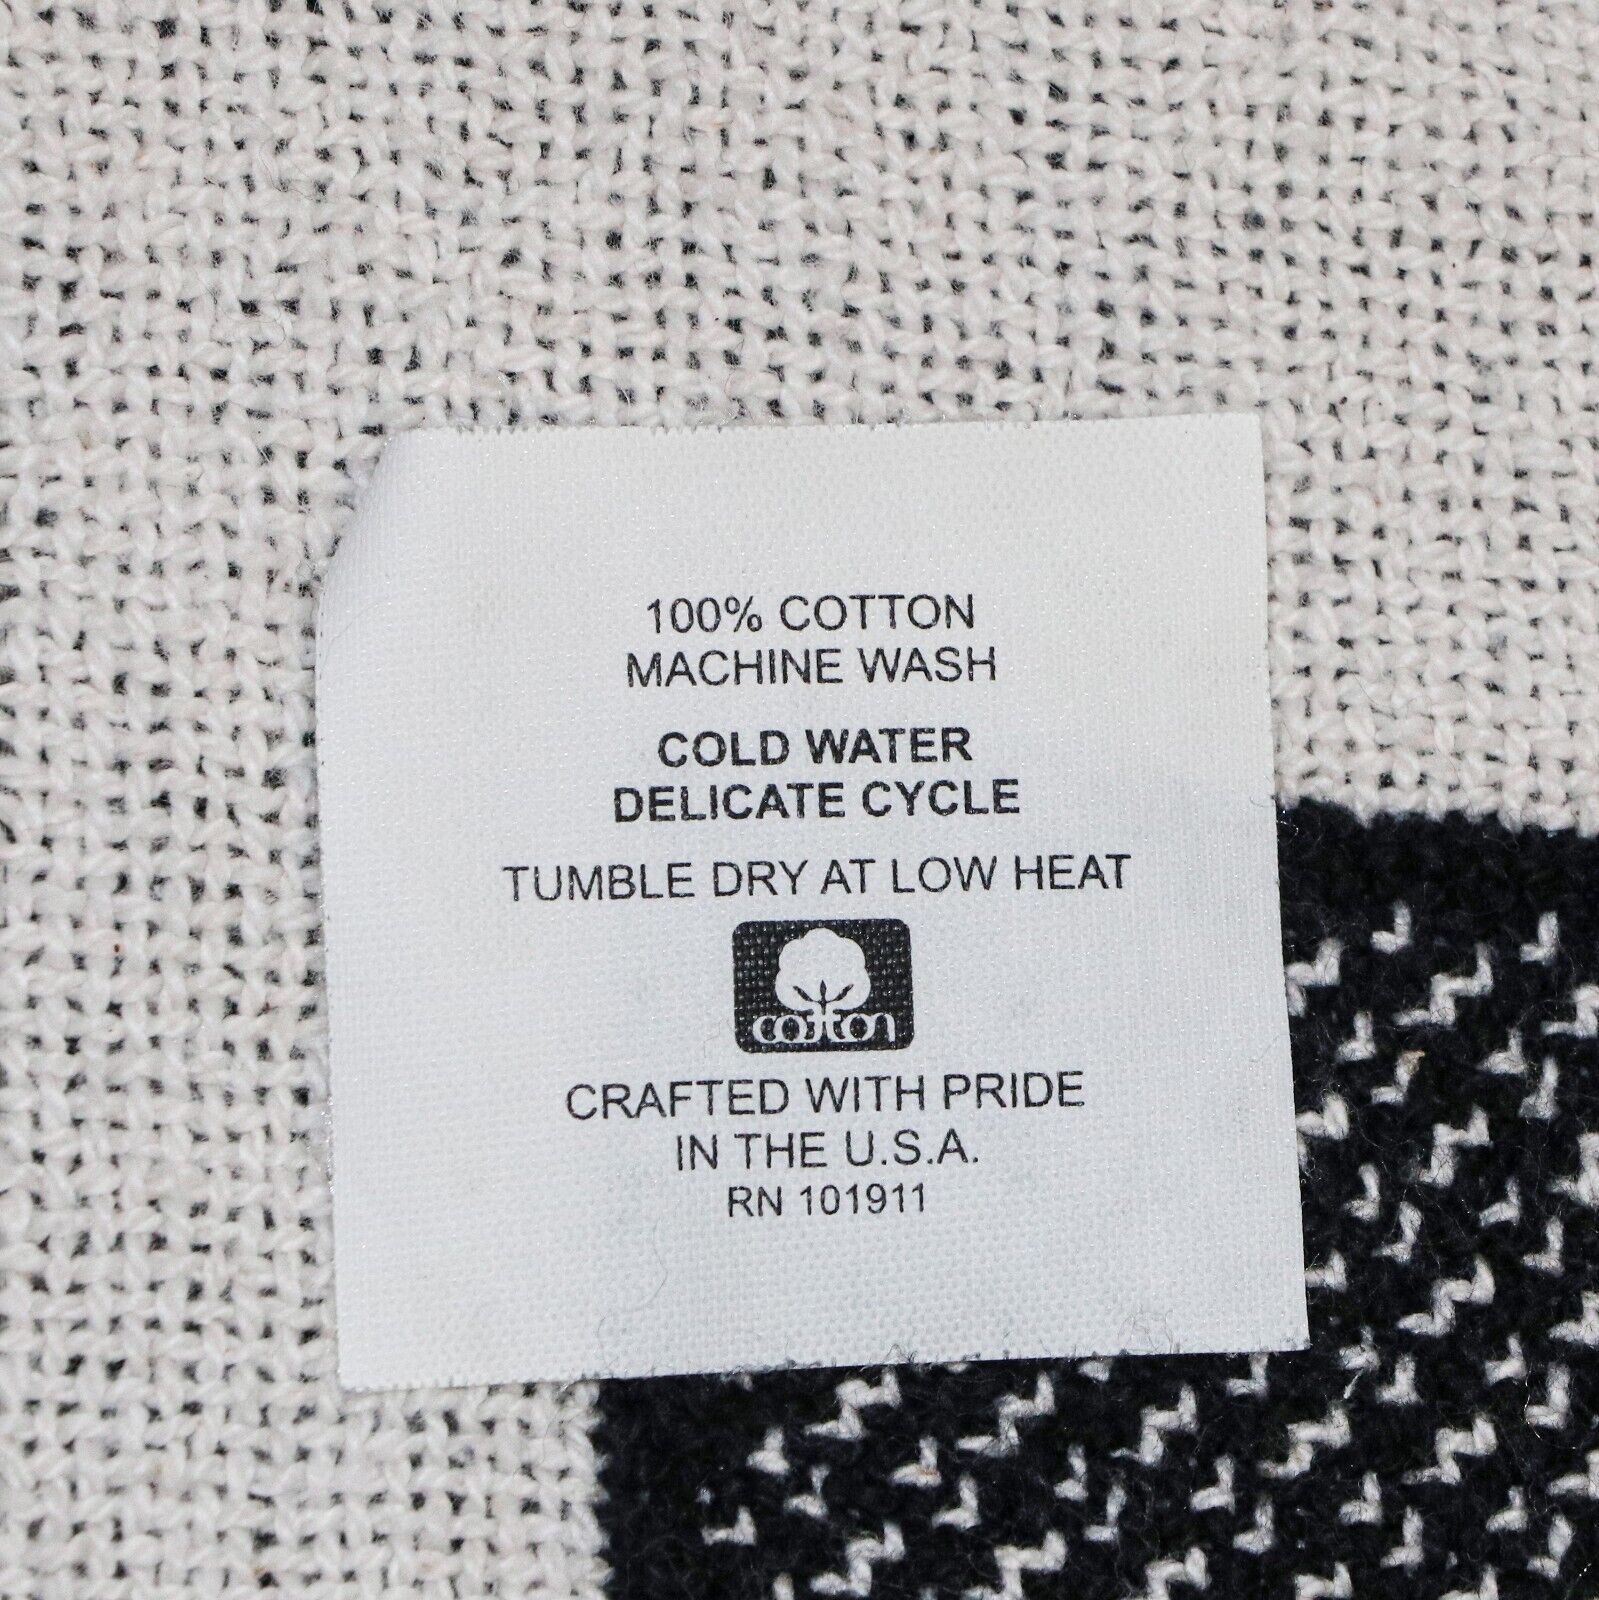 100% COTTON
MACHINE WASH
COLD WATER
DELICATE CYCLE
TUMBLE DRY AT LOW HEAT
cotton
CRAFTED WITH PRIDE
IN THE U.S.A.
RN 101911